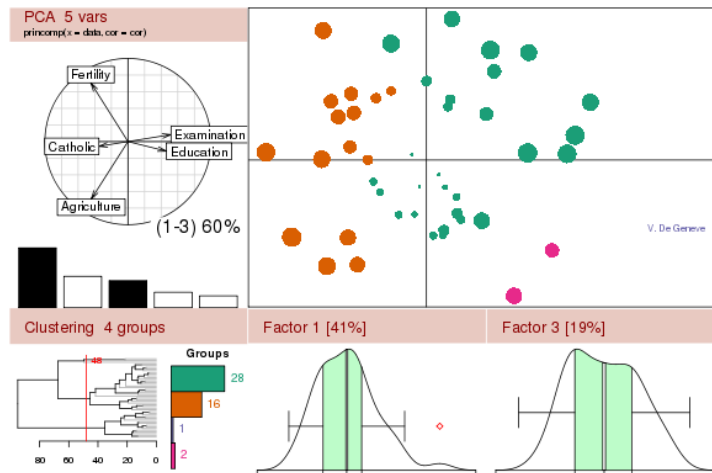 PCA 5 vars
princomp(x = data, cor = cor)
Fertility
Catholic
Examination
Education
Agriculture
(1-3) 60%
V. De Geneve
Clustering 4 groups
Factor 1 [41%]
Factor 3 [19%]
48
Groups
28
16
1
2
80 60 40 20 0